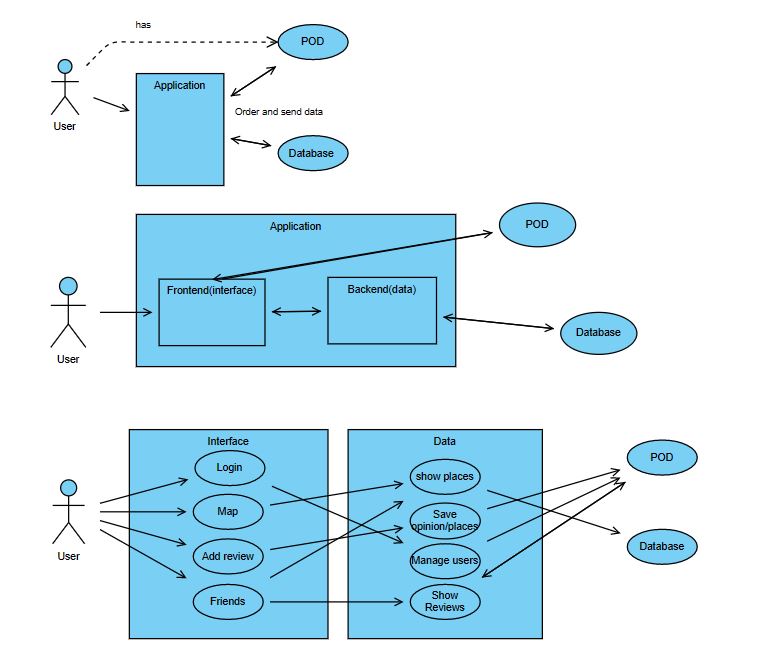 has
POD
Application
User
Order and send data
Database
Application
POD
Frontend(interface)
Backend(data)
Database
User
Interface
Data
Login
show places
POD
Map
Save
opinion/places
User
Add review
Manage users
Database
Friends
Show
Reviews